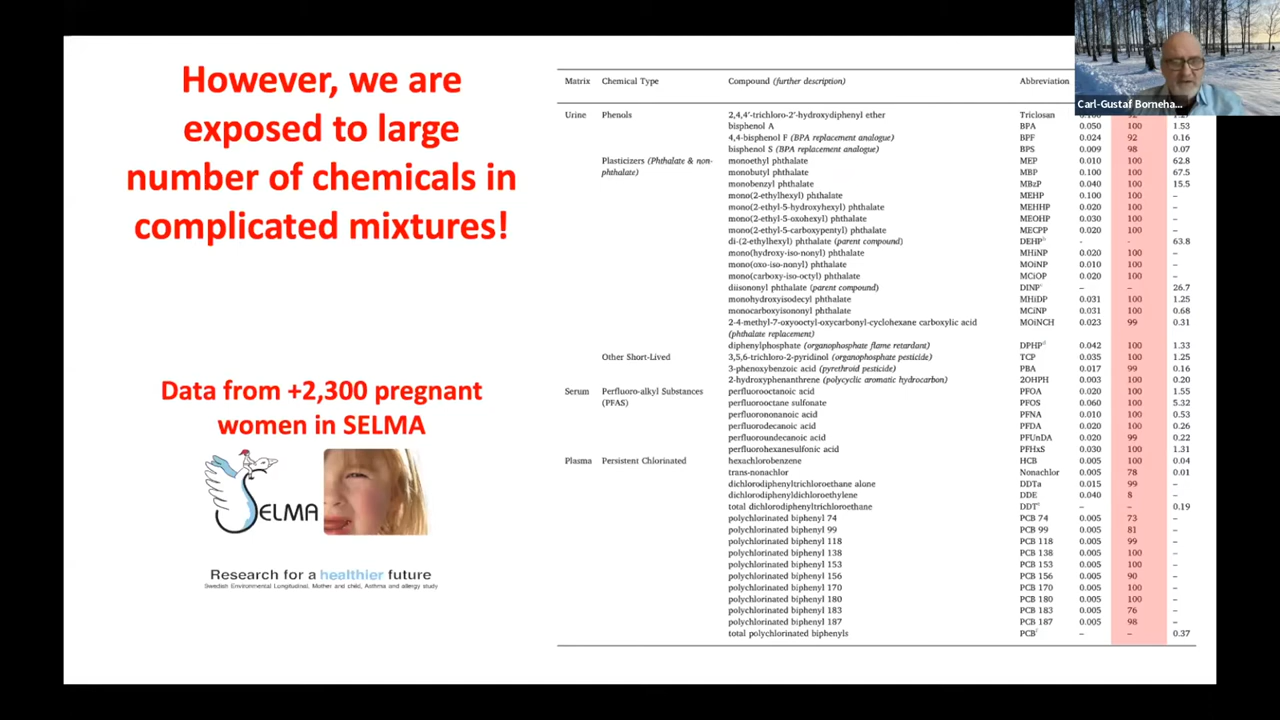 However, we are
exposed to large
number of chemicals in
complicated mixtures!
Data from +2,300 pregnant
women in SELMA
SELMA
Research for a healthier future
Swedish Environmental Longitudinal, Mother and child, Asthma and allergy study
Matrix Chemical Type Compound (further description) Abbreviation
Urine Phenols 2,4,4′-trichloro-2′-hydroxydiphenyl ether Triclosan
bisphenol A BPA 0.050 100 1.53
4,4-bisphenol F (BPA replacement analogue) BPF 0.024 92 0.16
bisphenol S (BPA replacement analogue) BPS 0.009 98 0.07
Plasticizers (Phthalate & non- monoethyl phthalate MEP 0.010 100 62.8
phthalate) monobutyl phthalate MBP 0.100 100 67.5
monobenzyl phthalate MBzP 0.040 100 15.5
mono(2-ethylhexyl) phthalate MEHP 0.100 100 –
mono(2-ethyl-5-hydroxyhexyl) phthalate MEHHP 0.020 100 –
mono(2-ethyl-5-oxohexyl) phthalate MEOHP 0.030 100 –
mono(2-ethyl-5-carboxypentyl) phthalate MECPP 0.020 100 –
di-(2-ethylhexyl) phthalate (parent compound) DEHP - - 63.8
mono(hydroxy-iso-nonyl) phthalate MHiNP 0.020 100 –
mono(oxo-iso-nonyl) phthalate MOiNP 0.010 100 –
mono(carboxy-iso-octyl) phthalate MCiOP 0.020 100 –
diisononyl phthalate (parent compound) DINP – – 26.7
monohydroxyisodecyl phthalate MHiDP 0.031 100 1.25
monocarboxyisononyl phthalate MCiNP 0.031 100 0.68
2-4-methyl-7-oxyooctyl-oxycarbonyl-cyclohexane carboxylic acid MOiNCH 0.023 99 0.31
(phthalate replacement)
diphenylphosphate (organophosphate flame retardant) DPHP 0.042 100 1.33
Other Short-Lived 3,5,6-trichloro-2-pyridinol (organophosphate pesticide) TCP 0.035 100 1.25
3-phenoxybenzoic acid (pyrethroid pesticide) PBA 0.017 99 0.16
2-hydroxyphenanthrene (polycyclic aromatic hydrocarbon) 2OHPH 0.003 100 0.20
Serum Perfluoro-alkyl Substances perfluorooctanoic acid PFOA 0.020 100 1.55
(PFAS) perfluorooctane sulfonate PFOS 0.060 100 5.32
perfluorononanoic acid PFNA 0.010 100 0.53
perfluorodecanoic acid PFDA 0.020 100 0.26
perfluoroundecanoic acid PFUnDA 0.020 99 0.22
perfluorohexanesulfonic acid PFHxS 0.030 100 1.31
Plasma Persistent Chlorinated hexachlorobenzene HCB 0.005 100 0.04
trans-nonachlor Nonachlor 0.005 78 0.01
dichlorodiphenyltrichloroethane alone DDTa 0.015 99 –
dichlorodiphenyldichloroethylene DDE 0.040 8 –
total dichlorodiphenyltrichloroethane DDT – – 0.19
polychlorinated biphenyl 74 PCB 74 0.005 73 –
polychlorinated biphenyl 99 PCB 99 0.005 81 –
polychlorinated biphenyl 118 PCB 118 0.005 99 –
polychlorinated biphenyl 138 PCB 138 0.005 100 –
polychlorinated biphenyl 153 PCB 153 0.005 100 –
polychlorinated biphenyl 156 PCB 156 0.005 90 –
polychlorinated biphenyl 170 PCB 170 0.005 100 –
polychlorinated biphenyl 180 PCB 180 0.005 100 –
polychlorinated biphenyl 183 PCB 183 0.005 76 –
polychlorinated biphenyl 187 PCB 187 0.005 98 –
total polychlorinated biphenyls PCB – – 0.37
Carl-GustafBorneha...